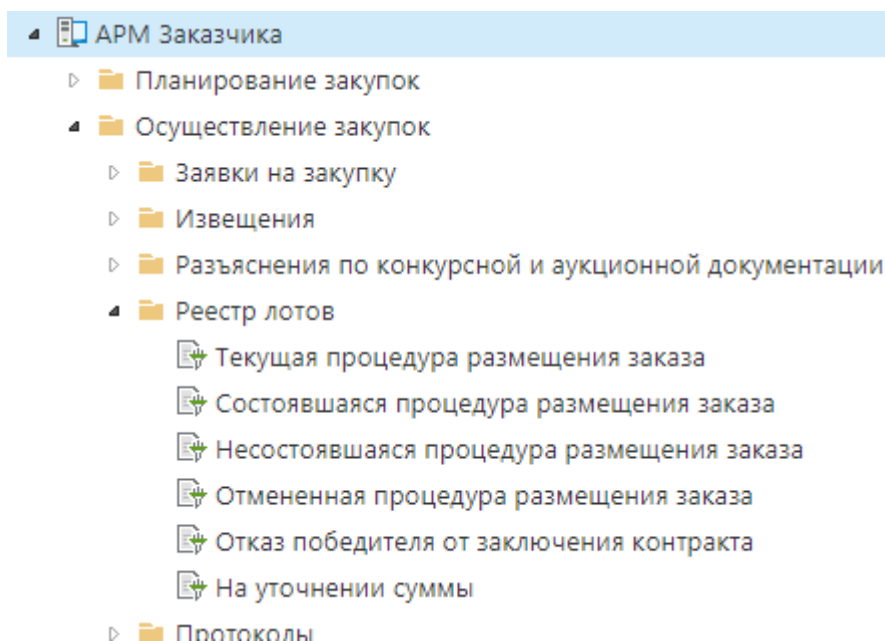 АРМ Заказчика
Планирование закупок
Осуществление закупок
Заявки на закупку
Извещения
Разъяснения по конкурсной и аукционной документации
Реестр лотов
Текущая процедура размещения заказа
Состоявшаяся процедура размещения заказа
Несостоявшаяся процедура размещения заказа
Отмененная процедура размещения заказа
Отказ победителя от заключения контракта
На уточнении суммы
Протоколы